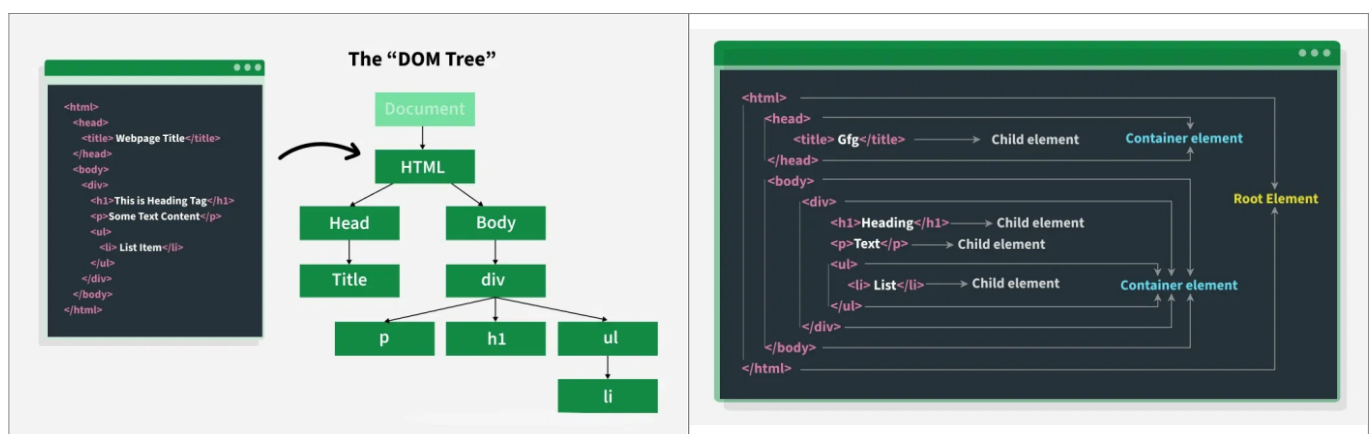 The “DOM Tree”
<html>
<head>
<title> Webpage Title</title>
</head>
<body>
<div>
<h1>This is Heading Tag</h1>
<p>Some Text Content</p>
<ul>
<li> List Item</li>
</ul>
</div>
</body>
</html>
Document
HTML
Head
Body
Title
div
p
h1
ul
li
<html>
<head>
<title> Gfg</title> Child element
Container element
</head>
<body>
<div>
Root Element
<h1>Heading</h1> Child element
<p>Text</p> Child element
<ul>
<li> List</li> Child element
Container element
</ul>
</div>
</body>
</html>